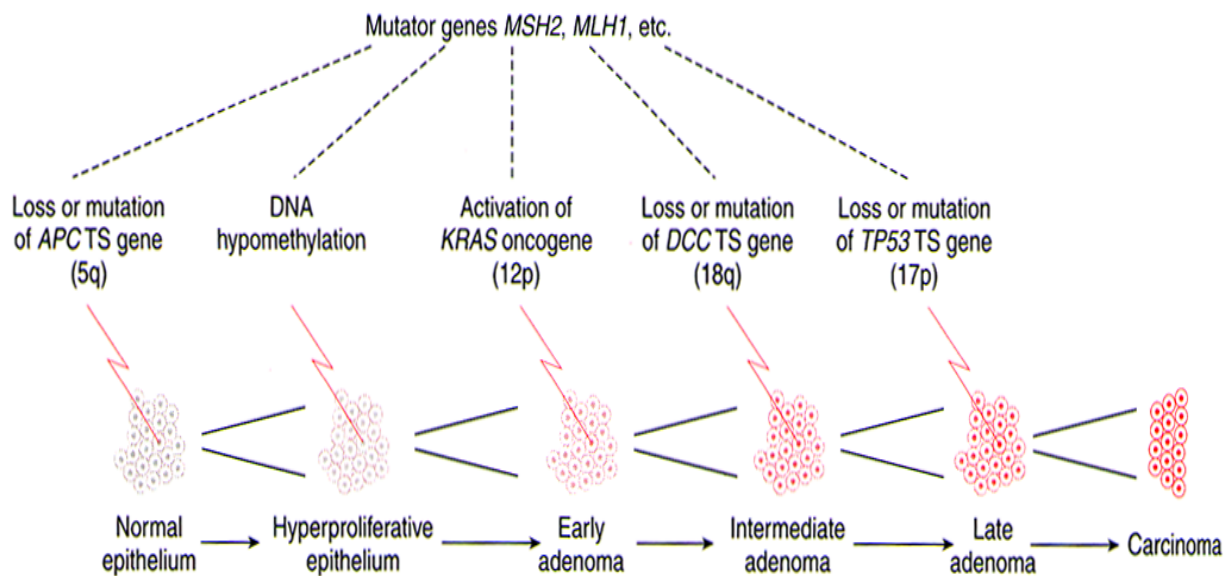 Mutator genes MSH2, MLH1, etc.
Loss or mutation
of APC TS gene
(5q)
DNA
hypomethylation
Activation of
KRAS oncogene
(12p)
Loss or mutation
of DCC TS gene
(18q)
Loss or mutation
of TP53 TS gene
(17p)
Normal
epithelium
Hyperproliferative
epithelium
Early
adenoma
Intermediate
adenoma
Late
adenoma
Carcinoma